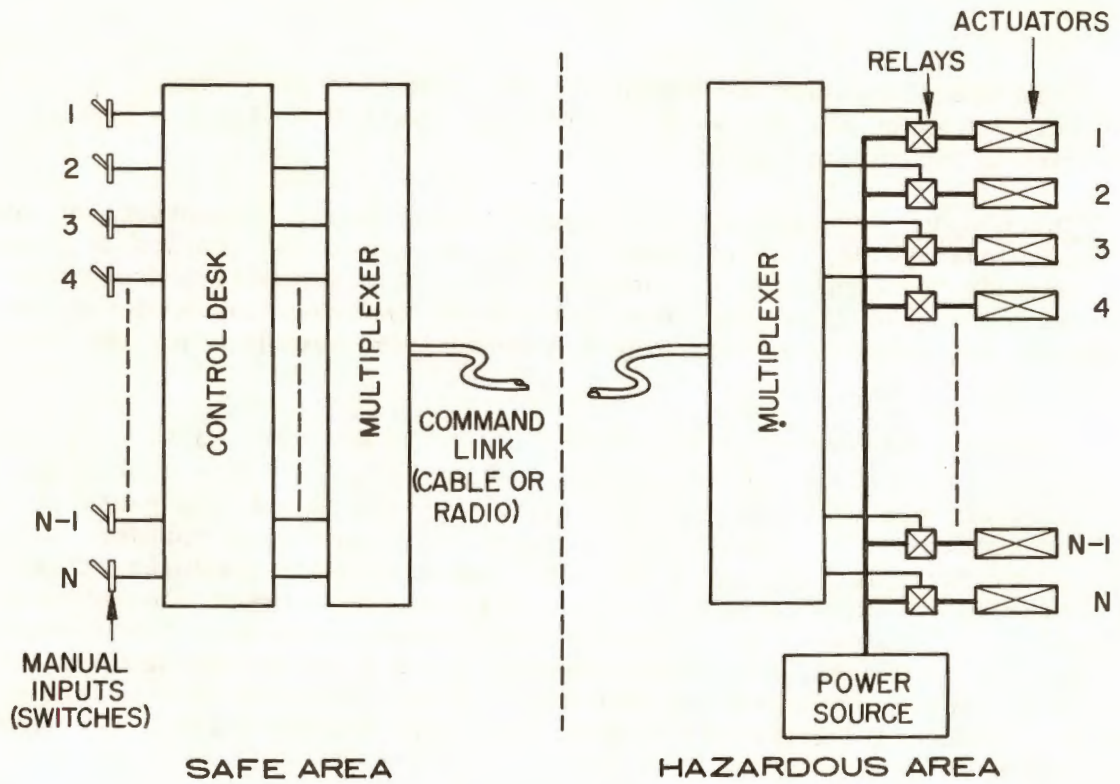 ACTUATORS
RELAYS
1
2
3
4
N-1
N
CONTROL DESK
MULTIPLEXER
COMMAND
LINK
(CABLE OR
RADIO)
MANUAL
INPUTS
(SWITCHES)
SAFE AREA
MULTIPLEXER
1
2
3
4
N-1
N
POWER
SOURCE
HAZARDOUS AREA